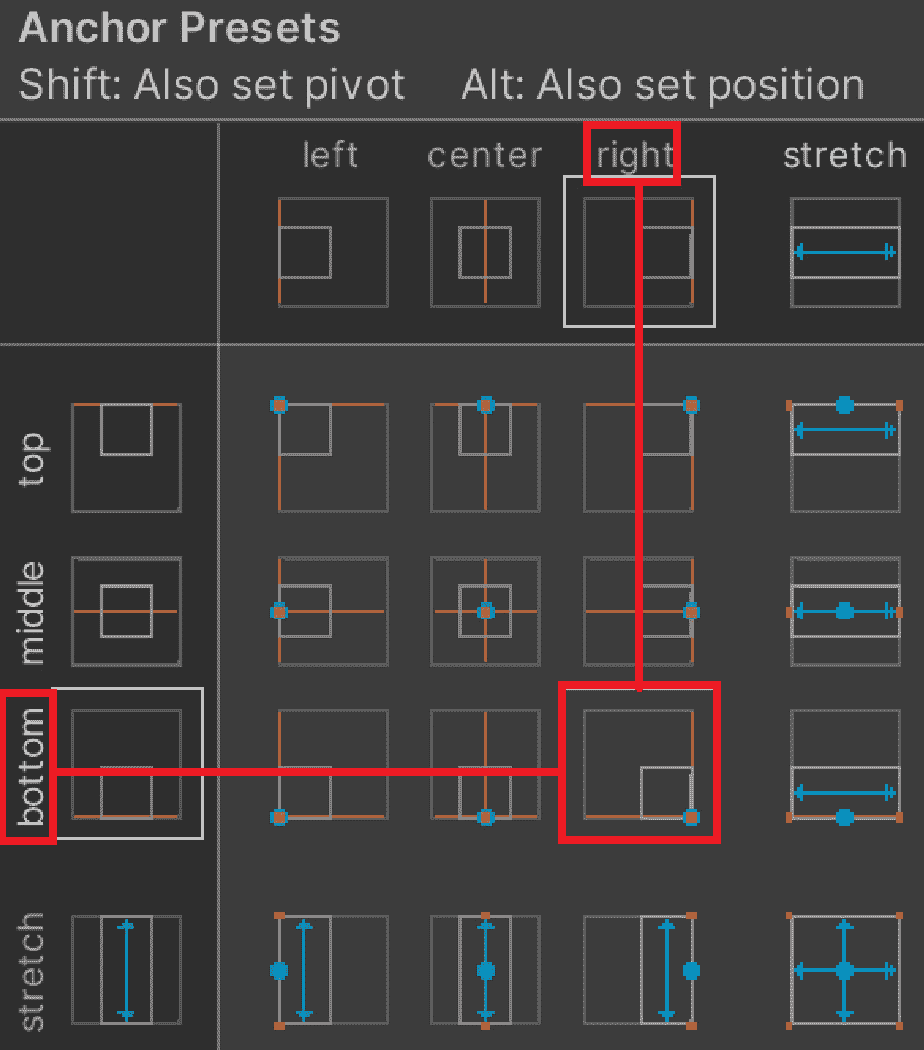 Anchor Presets
Shift: Also set pivot Alt: Also set position
left center right stretch
top
middle
bottom
stretch